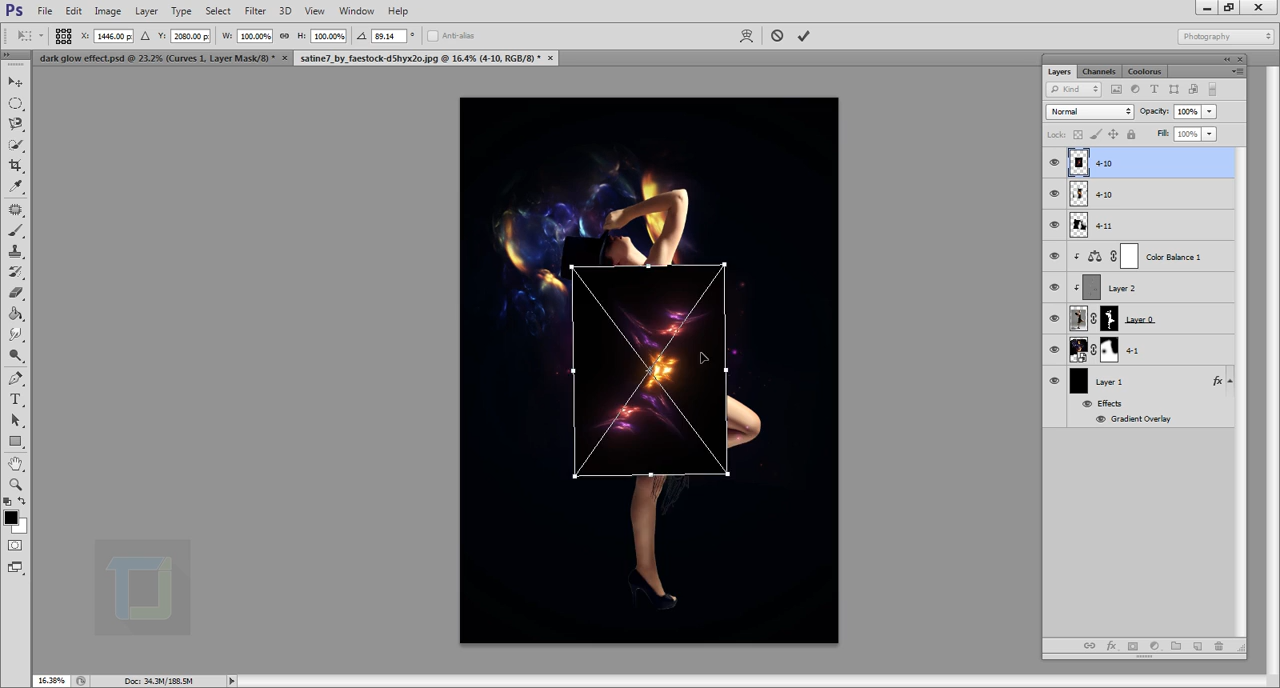 Ps File Edit Image Layer Type Select Filter 3D View Window Help
X: 1446.00 p: Y: 2080.00 p: W: 100.00% H: 100.00% 89.14 ° Anti-alias Photography
dark glow effect.psd @ 23.2% (Curves 1, Layer Mask/8) * × satine7_by_faestock-d5hyx2o.jpg @ 16.4% (4-10, RGB/8) * ×
Layers Channels Coolorus
Kind
Normal Opacity: 100%
Lock: Fill: 100%
4-10
4-10
4-11
Color Balance 1
Layer 2
Layer 0
4-1
Layer 1 fx
Effects
Gradient Overlay
16.38% Doc: 34.3M/188.5M